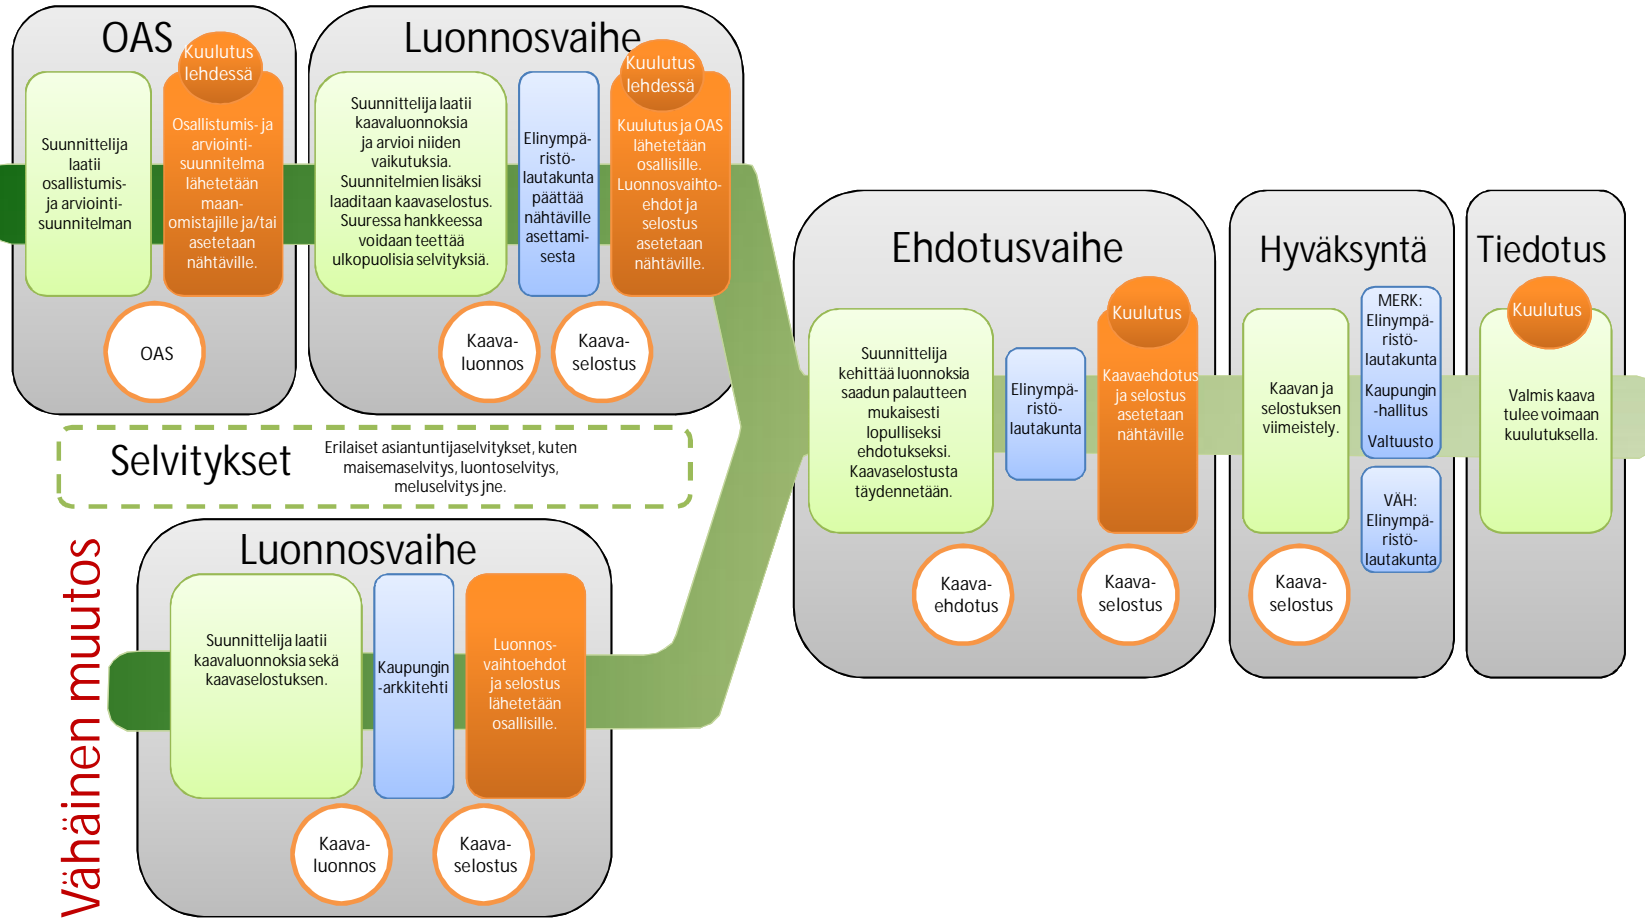 OAS
Kuulutus
lehdessä
Suunnittelija
laatii
osallistumis-
ja arviointi-
suunnitelman
Osallistumis- ja
arviointi-
suunnitelma
lähetetään
maan-
omistajille ja/tai
asetetaan
nähtäville.
OAS
Luonnosvaihe
Kuulutus
lehdessä
Suunnittelija laatii
kaavaluonnoksia
ja arvioi niiden
vaikutuksia.
Suunnitelmien lisäksi
laaditaan kaavaselostus.
Suuressa hankkeessa
voidaan teettää
ulkopuolisia selvityksiä.
Elinympä-
ristö-
lautakunta
päättää
nähtäville
asettami-
sesta
Kuulutus ja OAS
lähetetään
osallisille.
Luonnosvaihto-
ehdot ja
selostus
asetetaan
nähtäville.
Kaava-
luonnos
Kaava-
selostus
Selvitykset
Erilaiset asiantuntijaselvitykset, kuten
maisemaselvitys, luontoselvitys,
meluselvitys jne.
Vähäinen muutos
Luonnosvaihe
Suunnittelija laatii
kaavaluonnoksia sekä
kaavaselostuksen.
Kaupungin
-arkkitehti
Luonnos-
vaihtoehdot
ja selostus
lähetetään
osallisille.
Kaava-
luonnos
Kaava-
selostus
Ehdotusvaihe
Kuulutus
Suunnittelija
kehittää luonnoksia
saadun palautteen
mukaisesti
lopulliseksi
ehdotukseksi.
Kaavaselostusta
täydennetään.
Elinympä-
ristö-
lautakunta
Kaavaehdotus
ja selostus
asetetaan
nähtäville
Kaava-
ehdotus
Kaava-
selostus
Hyväksyntä
Kaavan ja
selostuksen
viimeistely.
MERK:
Elinympä-
ristö-
lautakunta
Kaupungin
-hallitus
Valtuusto
VÄH:
Elinympä-
ristö-
lautakunta
Kaava-
selostus
Tiedotus
Kuulutus
Valmis kaava
tulee voimaan
kuulutuksella.